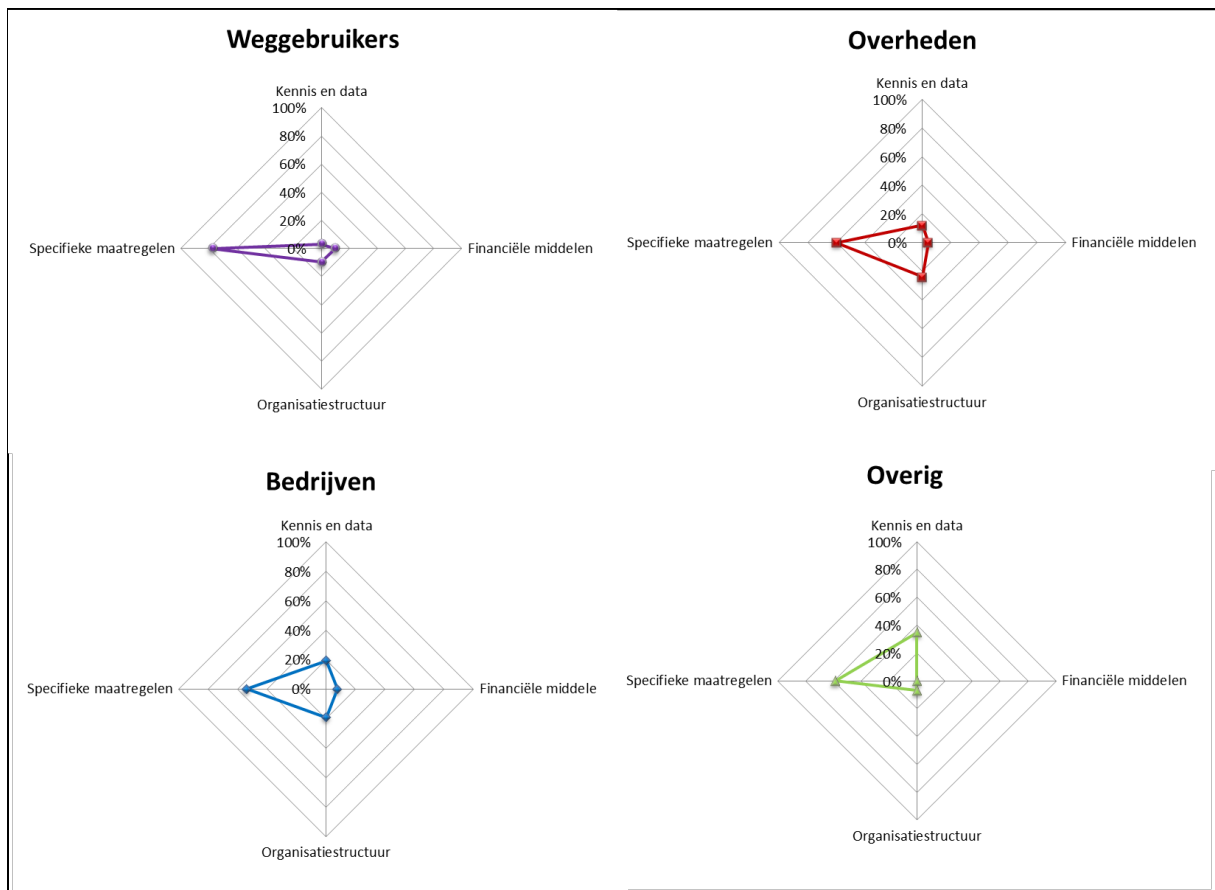 Weggebruikers
Kennis en data
100%
80%
60%
40%
20%
0%
Specifieke maatregelen
Financiële middelen
Organisatiestructuur
Overheden
Kennis en data
100%
80%
60%
40%
20%
0%
Specifieke maatregelen
Financiële middelen
Organisatiestructuur
Bedrijven
Kennis en data
100%
80%
60%
40%
20%
0%
Specifieke maatregelen
Financiële middele
Organisatiestructuur
Overig
Kennis en data
100%
80%
60%
40%
20%
0%
Specifieke maatregelen
Financiële middelen
Organisatiestructuur